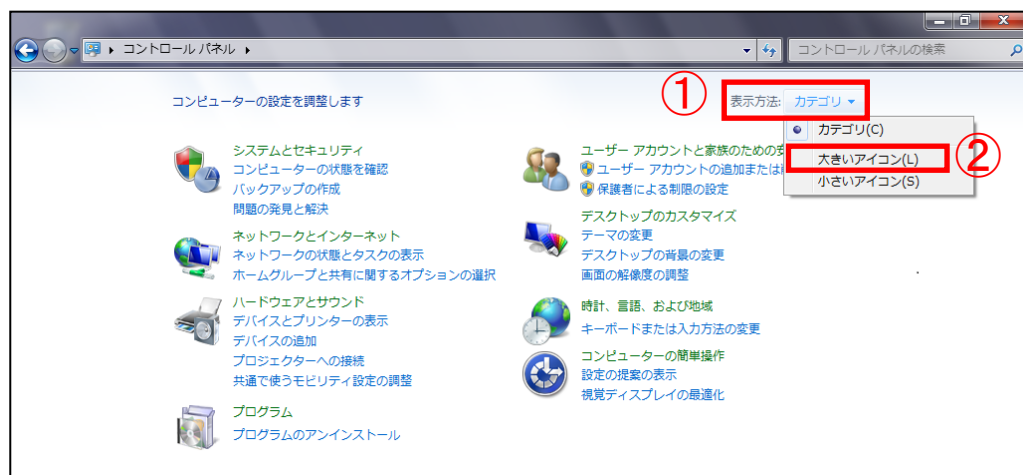 コントロール パネル
コントロール パネルの検索
コンピューターの設定を調整します
①
表示方法: カテゴリ
カテゴリ(C)
大きいアイコン(L)
②
小さいアイコン(S)
システムとセキュリティ
コンピューターの状態を確認
バックアップの作成
問題の発見と解決
ネットワークとインターネット
ネットワークの状態とタスクの表示
ホームグループと共有に関するオプションの選択
ハードウェアとサウンド
デバイスとプリンターの表示
デバイスの追加
プロジェクターへの接続
共通で使うモビリティ設定の調整
プログラム
プログラムのアンインストール
ユーザー アカウントと家族のための
ユーザー アカウントの追加または
保護者による制限の設定
デスクトップのカスタマイズ
テーマの変更
デスクトップの背景の変更
画面の解像度の調整
時計、言語、および地域
キーボードまたは入力方法の変更
コンピューターの簡単操作
設定の提案の表示
視覚ディスプレイの最適化